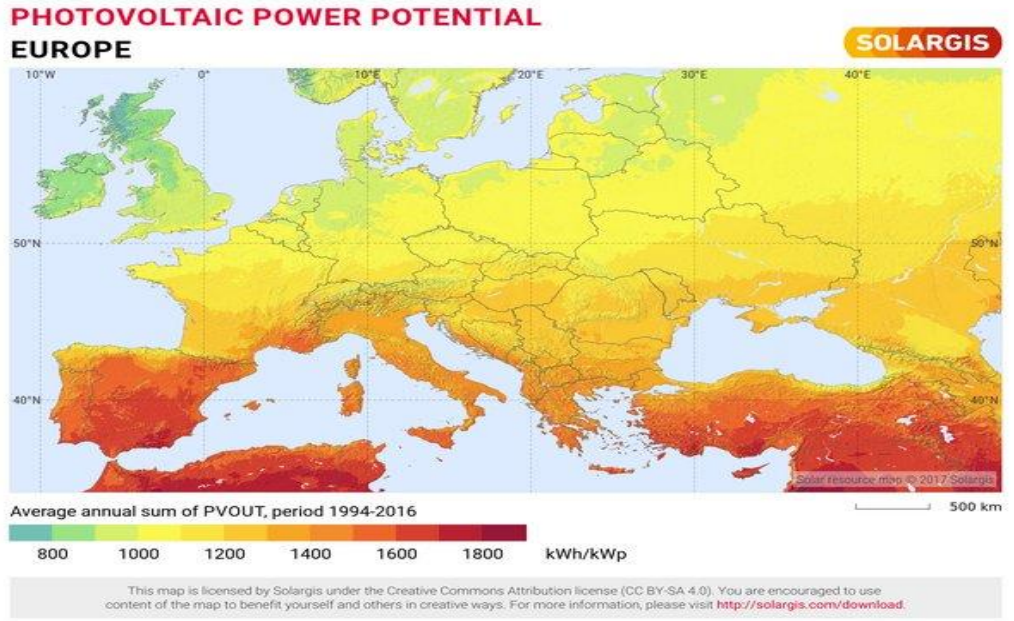 PHOTOVOLTAIC POWER POTENTIAL
EUROPE
SOLARGIS
10°W 0° 10°E 20°E 30°E 40°E
50°N 50°N
40°N 40°N
Solar resource map © 2017 Solargis
Average annual sum of PVOUT, period 1994-2016
500 km
800 1000 1200 1400 1600 1800 kWh/kWp
This map is licensed by Solargis under the Creative Commons Attribution license (CC BY-SA 4.0). You are encouraged to use
content of the map to benefit yourself and others in creative ways. For more information, please visit http://solargis.com/download.